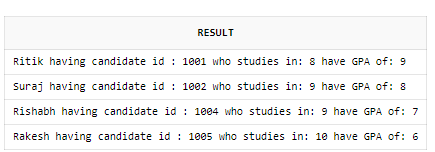 RESULT
Ritik having candidate id : 1001 who studies in: 8 have GPA of: 9
Suraj having candidate id : 1002 who studies in: 9 have GPA of: 8
Rishabh having candidate id : 1004 who studies in: 9 have GPA of: 7
Rakesh having candidate id : 1005 who studies in: 10 have GPA of: 6